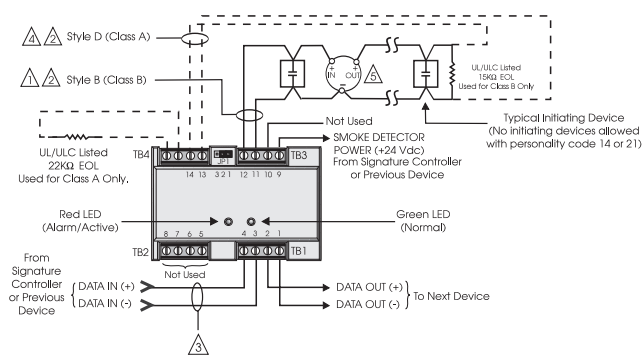 4 2 Style D (Class A)
1 2 Style B (Class B)
+ IN
+ OUT
−
5
UL/ULC Listed
15KΩ EOL
Used for Class B Only
Typical Initiating Device
(No initiating devices allowed
with personality code 14 or 21)
UL/ULC Listed
22KΩ EOL
Used for Class A Only.
Not Used
SMOKE DETECTOR
POWER (+24 Vdc)
From Signature Controller
or Previous Device
TB4
JP1
TB3
14 13 3 2 1 12 11 10 9
Red LED
(Alarm/Active)
Green LED
(Normal)
8 7 6 5 4 3 2 1
TB2
TB1
Not Used
From
Signature
Controller
or Previous
Device
DATA IN (+)
DATA IN (-)
DATA OUT (+)
DATA OUT (-)
To Next Device
3